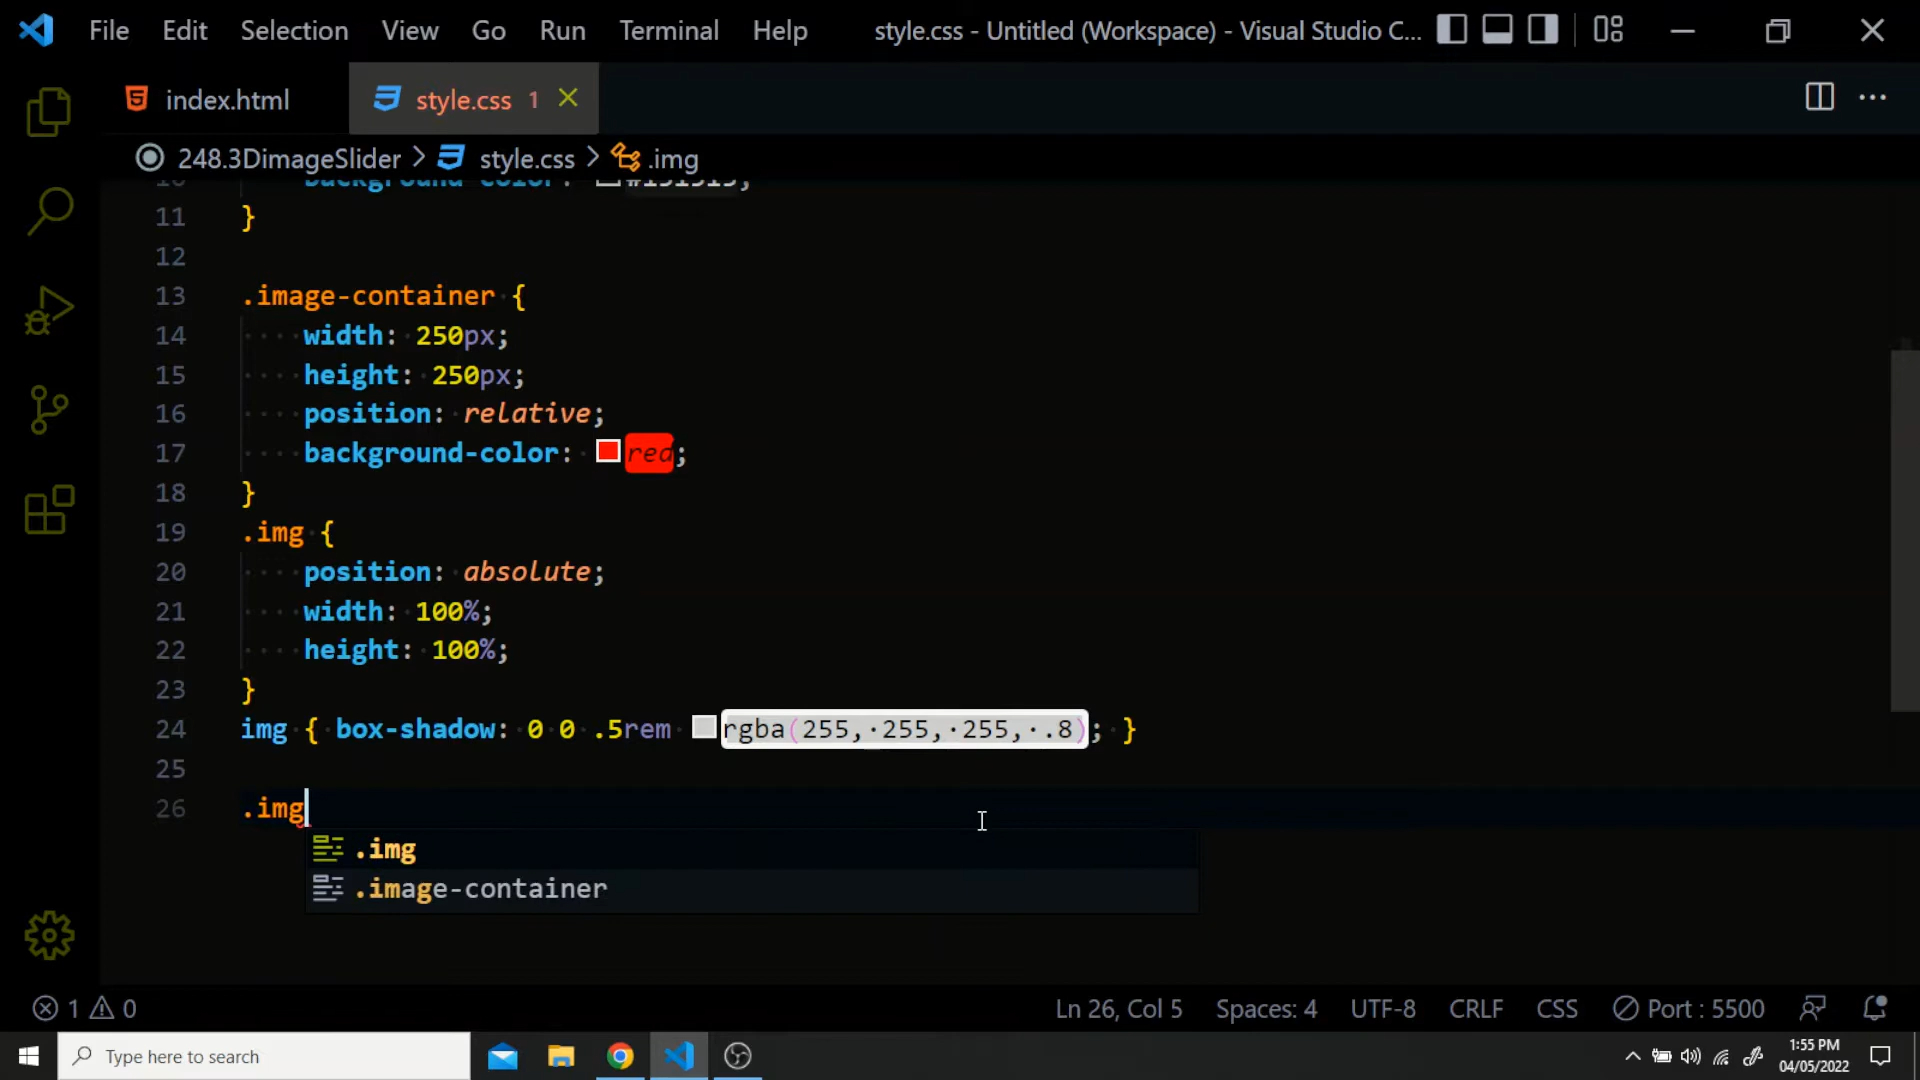 File Edit Selection View Go Run Terminal Help style.css - Untitled (Workspace) - Visual Studio C...
index.html style.css 1
248.3DimageSlider > style.css > .img
11 }
12
13 .image-container {
14 width: 250px;
15 height: 250px;
16 position: relative;
17 background-color: red;
18 }
19 .img {
20 position: absolute;
21 width: 100%;
22 height: 100%;
23 }
24 img { box-shadow: 0 0 .5rem rgba(255, 255, 255, .8); }
25
26 .img
.img
.image-container
1 0 Ln 26, Col 5 Spaces: 4 UTF-8 CRLF CSS Port : 5500
Type here to search
1:55 PM
04/05/2022